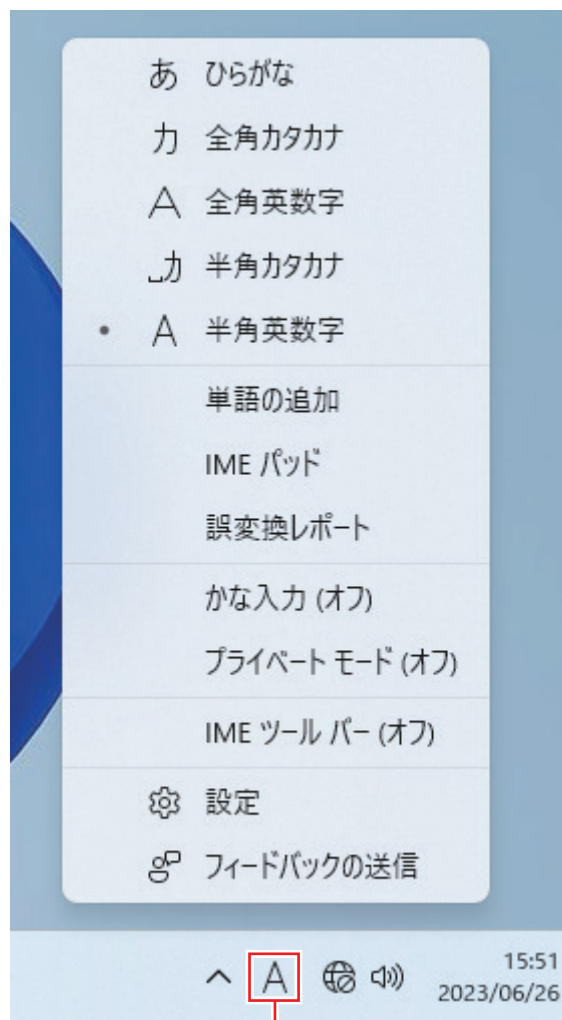 あ ひらがな
カ 全角カタカナ
A 全角英数字
␣カ 半角カタカナ
• A 半角英数字
単語の追加
IME パッド
誤変換レポート
かな入力 (オフ)
プライベート モード (オフ)
IME ツール バー (オフ)
設定
フィードバックの送信
A
15:51
2023/06/26